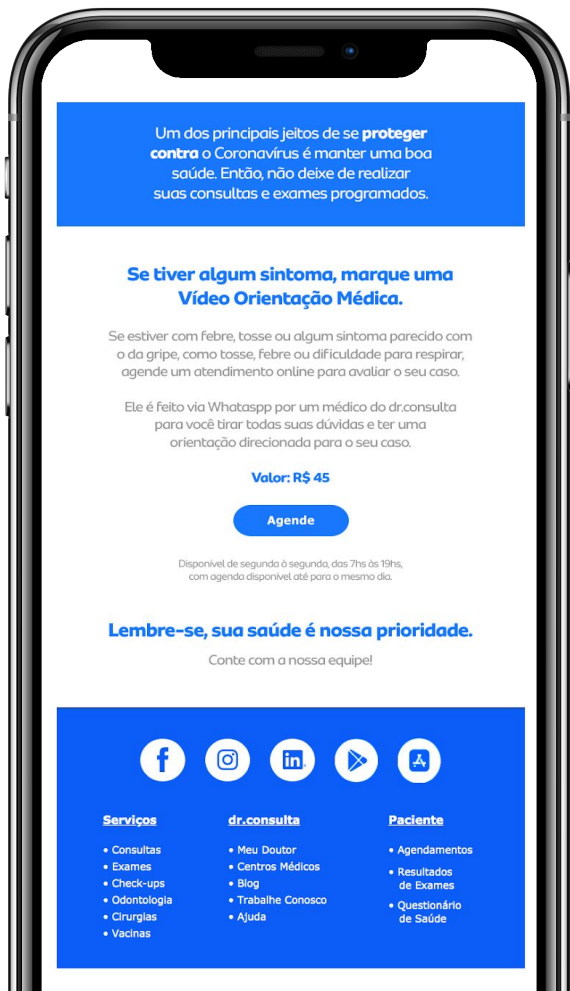 Um dos principais jeitos de se proteger
contra o Coronavírus é manter uma boa
saúde. Então, não deixe de realizar
suas consultas e exames programados.
Se tiver algum sintoma, marque uma
Vídeo Orientação Médica.
Se estiver com febre, tosse ou algum sintoma parecido com
o da gripe, como tosse, febre ou dificuldade para respirar,
agende um atendimento online para avaliar o seu caso.
Ele é feito via Whataspp por um médico do dr.consulta
para você tirar todas suas dúvidas e ter uma
orientação direcionada para o seu caso.
Valor: R$ 45
Agende
Disponível de segunda à segunda, das 7hs às 19hs,
com agenda disponível até para o mesmo dia.
Lembre-se, sua saúde é nossa prioridade.
Conte com a nossa equipe!
f
in.
Serviços
• Consultas
• Exames
• Check-ups
• Odontologia
• Cirurgias
• Vacinas
dr.consulta
• Meu Doutor
• Centros Médicos
• Blog
• Trabalhe Conosco
• Ajuda
Paciente
• Agendamentos
• Resultados
de Exames
• Questionário
de Saúde